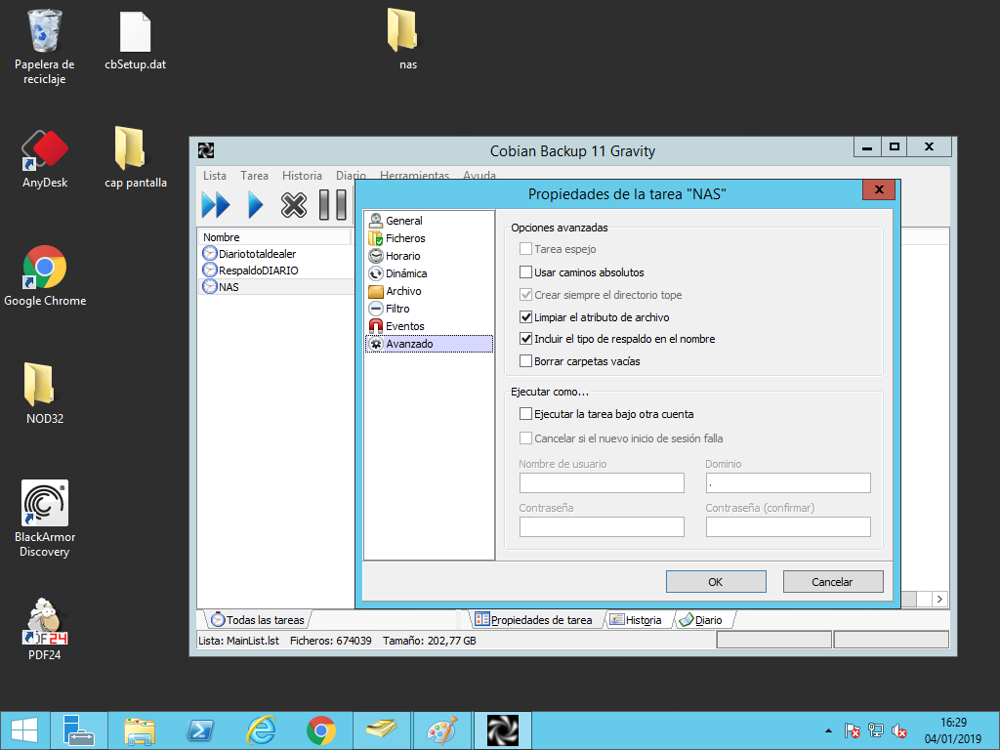 Papelera de
reciclaje
cbSetup.dat
nas
AnyDesk
cap pantalla
Google Chrome
NOD32
BlackArmor
Discovery
PDF24
Cobian Backup 11 Gravity
Lista Tarea Historia Diario Herramientas Ayuda
Nombre
Diariototaldealer
RespaldoDIARIO
NAS
Propiedades de la tarea "NAS"
General
Ficheros
Horario
Dinámica
Archivo
Filtro
Eventos
Avanzado
Opciones avanzadas
Tarea espejo
Usar caminos absolutos
Crear siempre el directorio tope
Limpiar el atributo de archivo
Incluir el tipo de respaldo en el nombre
Borrar carpetas vacías
Ejecutar como...
Ejecutar la tarea bajo otra cuenta
Cancelar si el nuevo inicio de sesión falla
Nombre de usuario Dominio
.
Contraseña Contraseña (confirmar)
OK Cancelar
Todas las tareas Propiedades de tarea Historia Diario
Lista: MainList.lst Ficheros: 674039 Tamaño: 202,77 GB
16:29
04/01/2019